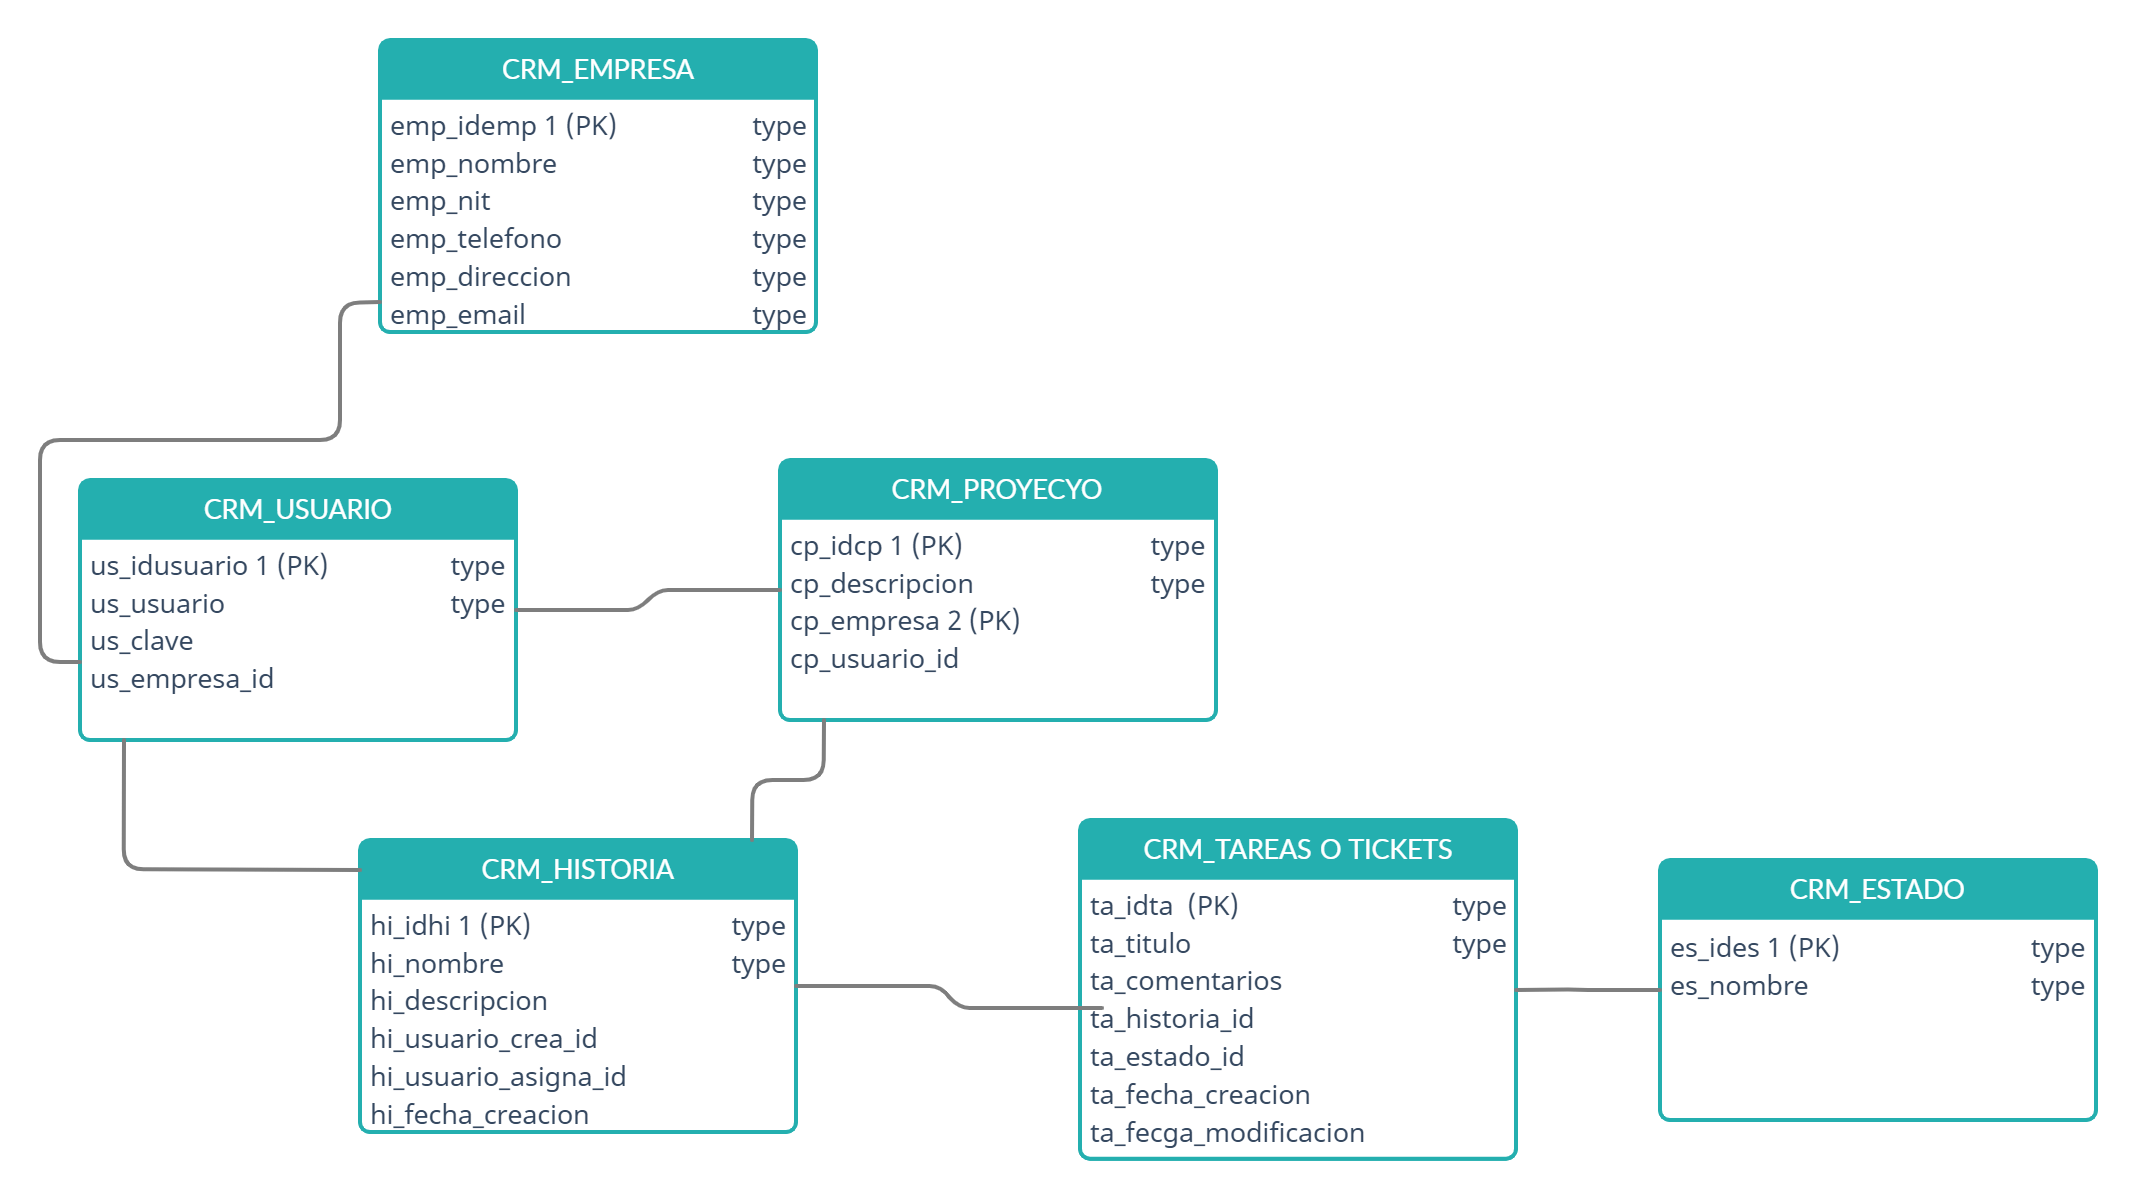 CRM_EMPRESA
emp_idemp 1 (PK) type
emp_nombre type
emp_nit type
emp_telefono type
emp_direccion type
emp_email type
CRM_USUARIO
us_idusuario 1 (PK) type
us_usuario type
us_clave
us_empresa_id
CRM_PROYECYO
cp_idcp 1 (PK) type
cp_descripcion type
cp_empresa 2 (PK)
cp_usuario_id
CRM_HISTORIA
hi_idhi 1 (PK) type
hi_nombre type
hi_descripcion
hi_usuario_crea_id
hi_usuario_asigna_id
hi_fecha_creacion
CRM_TAREAS O TICKETS
ta_idta (PK) type
ta_titulo type
ta_comentarios
ta_historia_id
ta_estado_id
ta_fecha_creacion
ta_fecga_modificacion
CRM_ESTADO
es_ides 1 (PK) type
es_nombre type